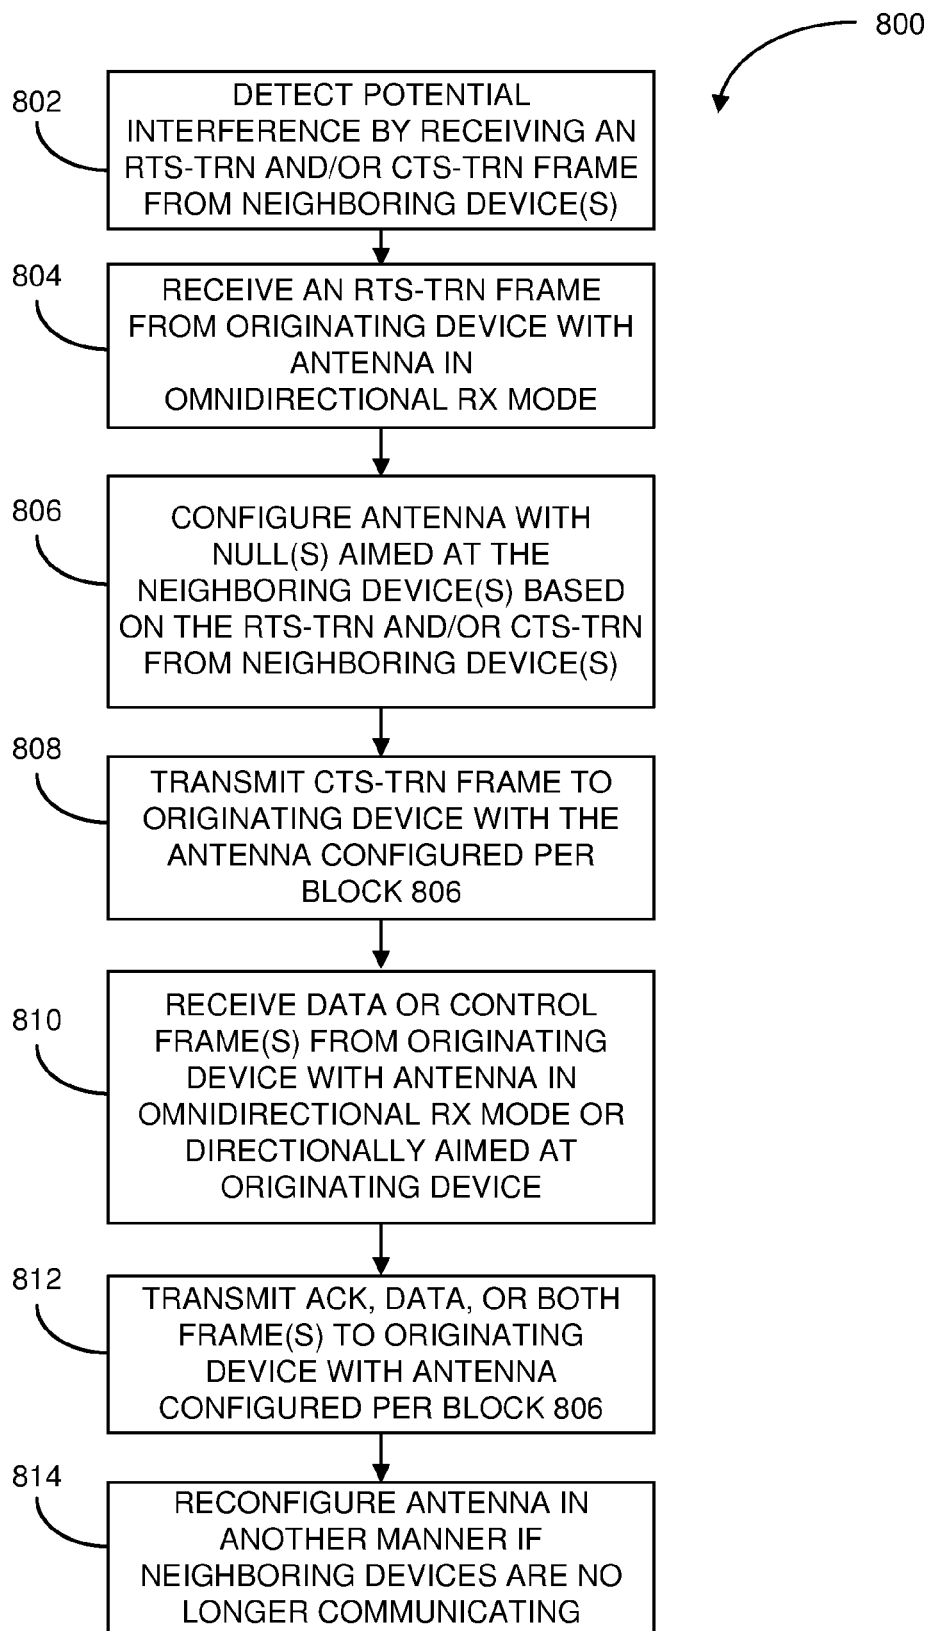 800
802
DETECT POTENTIAL
INTERFERENCE BY RECEIVING AN
RTS-TRN AND/OR CTS-TRN FRAME
FROM NEIGHBORING DEVICE(S)
804
RECEIVE AN RTS-TRN FRAME
FROM ORIGINATING DEVICE WITH
ANTENNA IN
OMNIDIRECTIONAL RX MODE
806
CONFIGURE ANTENNA WITH
NULL(S) AIMED AT THE
NEIGHBORING DEVICE(S) BASED
ON THE RTS-TRN AND/OR CTS-TRN
FROM NEIGHBORING DEVICE(S)
808
TRANSMIT CTS-TRN FRAME TO
ORIGINATING DEVICE WITH THE
ANTENNA CONFIGURED PER
BLOCK 806
810
RECEIVE DATA OR CONTROL
FRAME(S) FROM ORIGINATING
DEVICE WITH ANTENNA IN
OMNIDIRECTIONAL RX MODE OR
DIRECTIONALLY AIMED AT
ORIGINATING DEVICE
812
TRANSMIT ACK, DATA, OR BOTH
FRAME(S) TO ORIGINATING
DEVICE WITH ANTENNA
CONFIGURED PER BLOCK 806
814
RECONFIGURE ANTENNA IN
ANOTHER MANNER IF
NEIGHBORING DEVICES ARE NO
LONGER COMMUNICATING